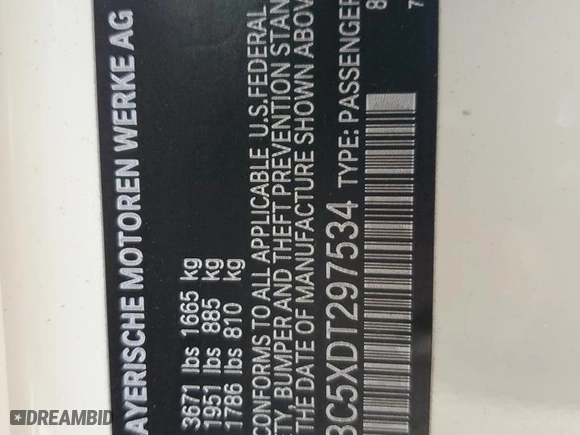 AYERISCHE MOTOREN WERKE AG
3671 lbs 1665 kg
1951 lbs 885 kg
1786 lbs 810 kg
CONFORMS TO ALL APPLICABLE U.S. FEDERAL
ETY, BUMPER AND THEFT PREVENTION STAN
THE DATE OF MANUFACTURE SHOWN ABOV
3C5XDT297534 TYPE: PASSENGER
DREAMBID